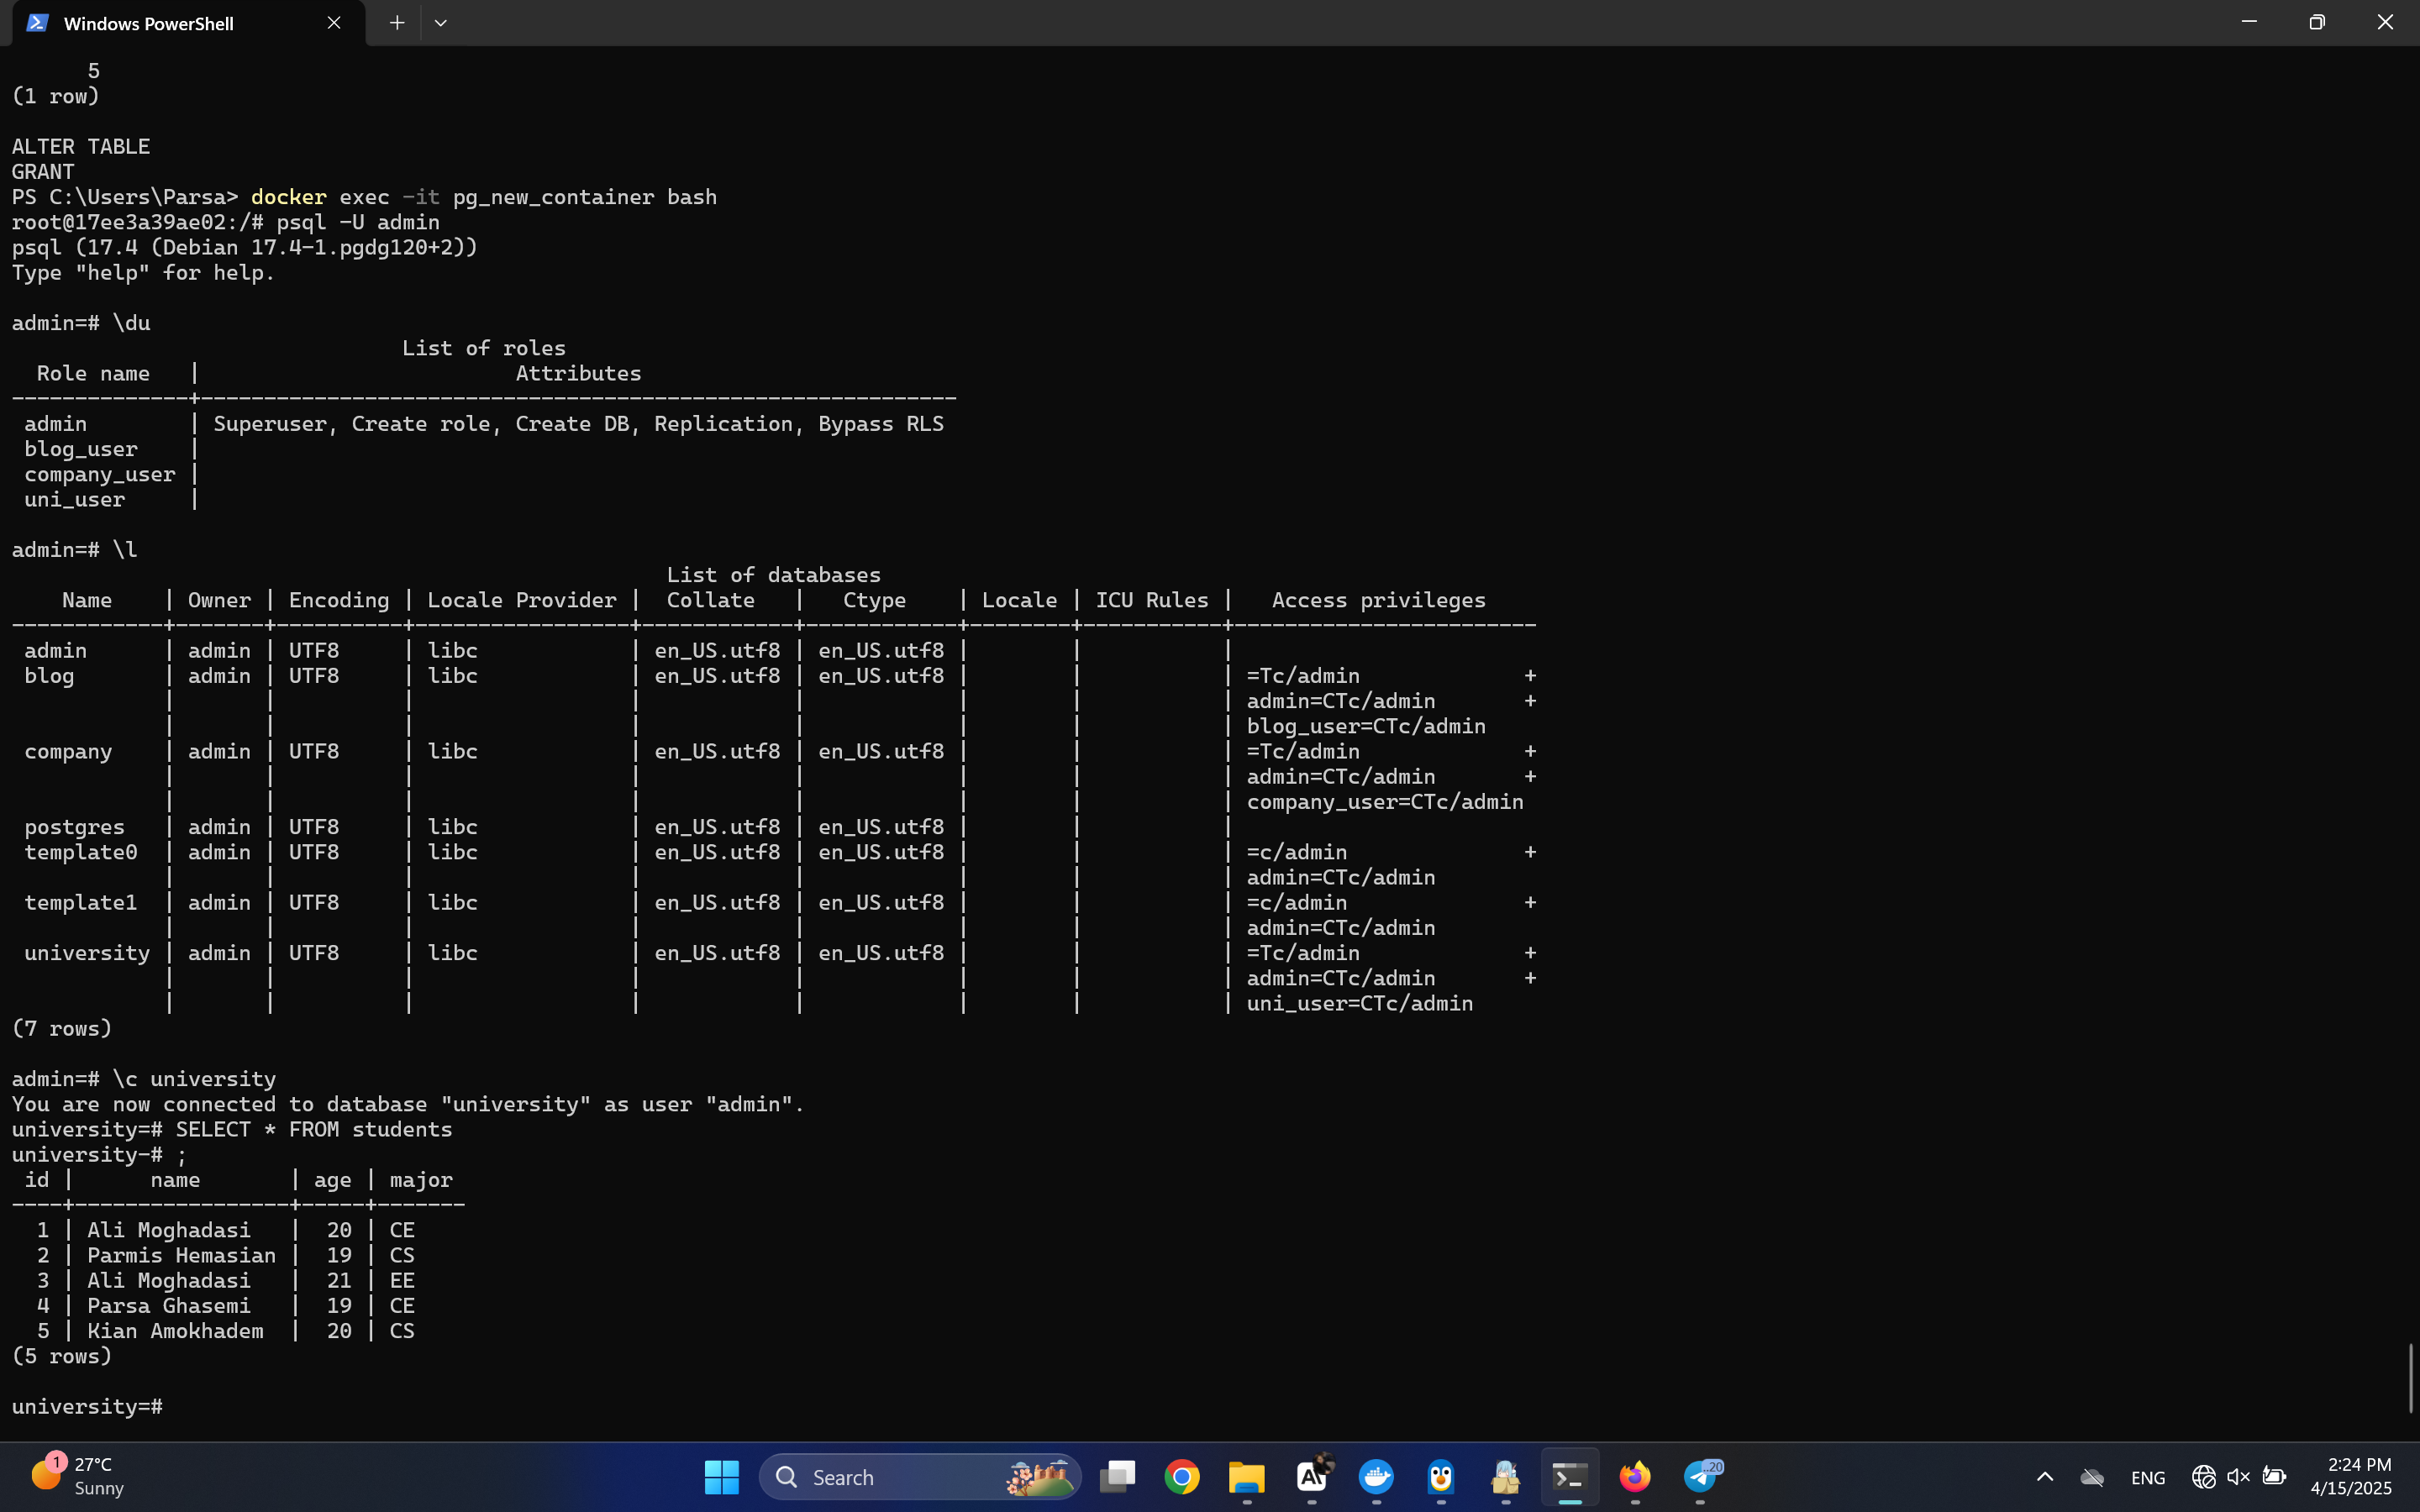 Windows PowerShell
       5
(1 row)
ALTER TABLE
GRANT
PS C:\Users\Parsa> docker exec -it pg_new_container bash
root@17ee3a39ae02:/# psql -U admin
psql (17.4 (Debian 17.4-1.pgdg120+2))
Type "help" for help.
admin=# \du
List of roles
Role name | Attributes
--------------+------------------------------------------------------------
admin | Superuser, Create role, Create DB, Replication, Bypass RLS
blog_user |
company_user |
uni_user |
admin=# \l
List of databases
Name | Owner | Encoding | Locale Provider | Collate | Ctype | Locale | ICU Rules | Access privileges
------------+-------+----------+-----------------+------------+------------+--------+-----------+------------------------
admin | admin | UTF8 | libc | en_US.utf8 | en_US.utf8 | | |
blog | admin | UTF8 | libc | en_US.utf8 | en_US.utf8 | | | =Tc/admin +
| | | | | | | | admin=CTc/admin +
| | | | | | | | blog_user=CTc/admin
company | admin | UTF8 | libc | en_US.utf8 | en_US.utf8 | | | =Tc/admin +
| | | | | | | | admin=CTc/admin +
| | | | | | | | company_user=CTc/admin
postgres | admin | UTF8 | libc | en_US.utf8 | en_US.utf8 | | |
template0 | admin | UTF8 | libc | en_US.utf8 | en_US.utf8 | | | =c/admin +
| | | | | | | | admin=CTc/admin
template1 | admin | UTF8 | libc | en_US.utf8 | en_US.utf8 | | | =c/admin +
| | | | | | | | admin=CTc/admin
university | admin | UTF8 | libc | en_US.utf8 | en_US.utf8 | | | =Tc/admin +
| | | | | | | | admin=CTc/admin +
| | | | | | | | uni_user=CTc/admin
(7 rows)
admin=# \c university
You are now connected to database "university" as user "admin".
university=# SELECT * FROM students
university-# ;
id | name | age | major
----+-----------------+-----+-------
1 | Ali Moghadasi | 20 | CE
2 | Parmis Hemasian | 19 | CS
3 | Ali Moghadasi | 21 | EE
4 | Parsa Ghasemi | 19 | CE
5 | Kian Amokhadem | 20 | CS
(5 rows)
university=#
1
27°C
Sunny
Search
..20
ENG
2:24 PM
4/15/2025